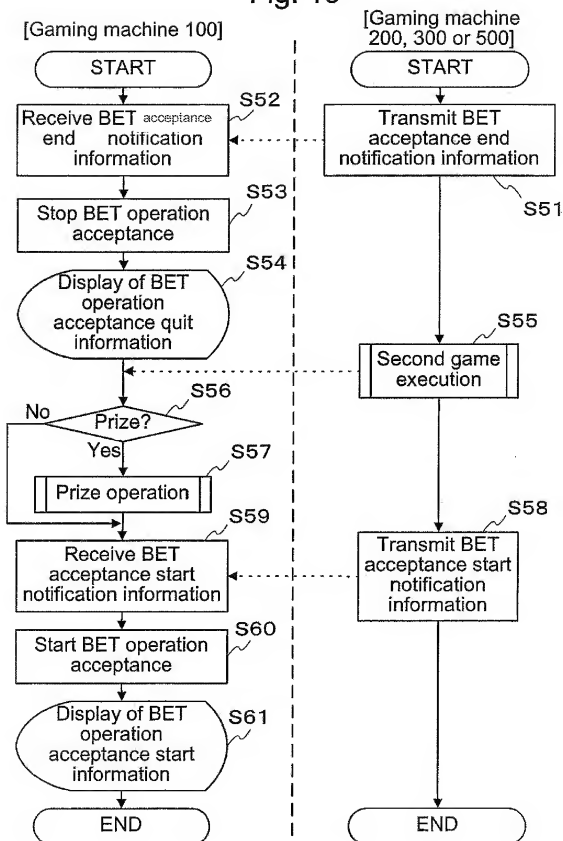 [Gaming machine 100]
START
S52
Receive BET acceptance
end notification
information
S53
Stop BET operation
acceptance
S54
Display of BET
operation
acceptance quit
information
S56
No
Prize?
Yes
S57
Prize operation
S59
Receive BET
acceptance start
notification information
S60
Start BET operation
acceptance
S61
Display of BET
operation
acceptance start
information
END
[Gaming machine
200, 300 or 500]
START
Transmit BET
acceptance end
notification information
S51
S55
Second game
execution
S58
Transmit BET
acceptance start
notification
information
END